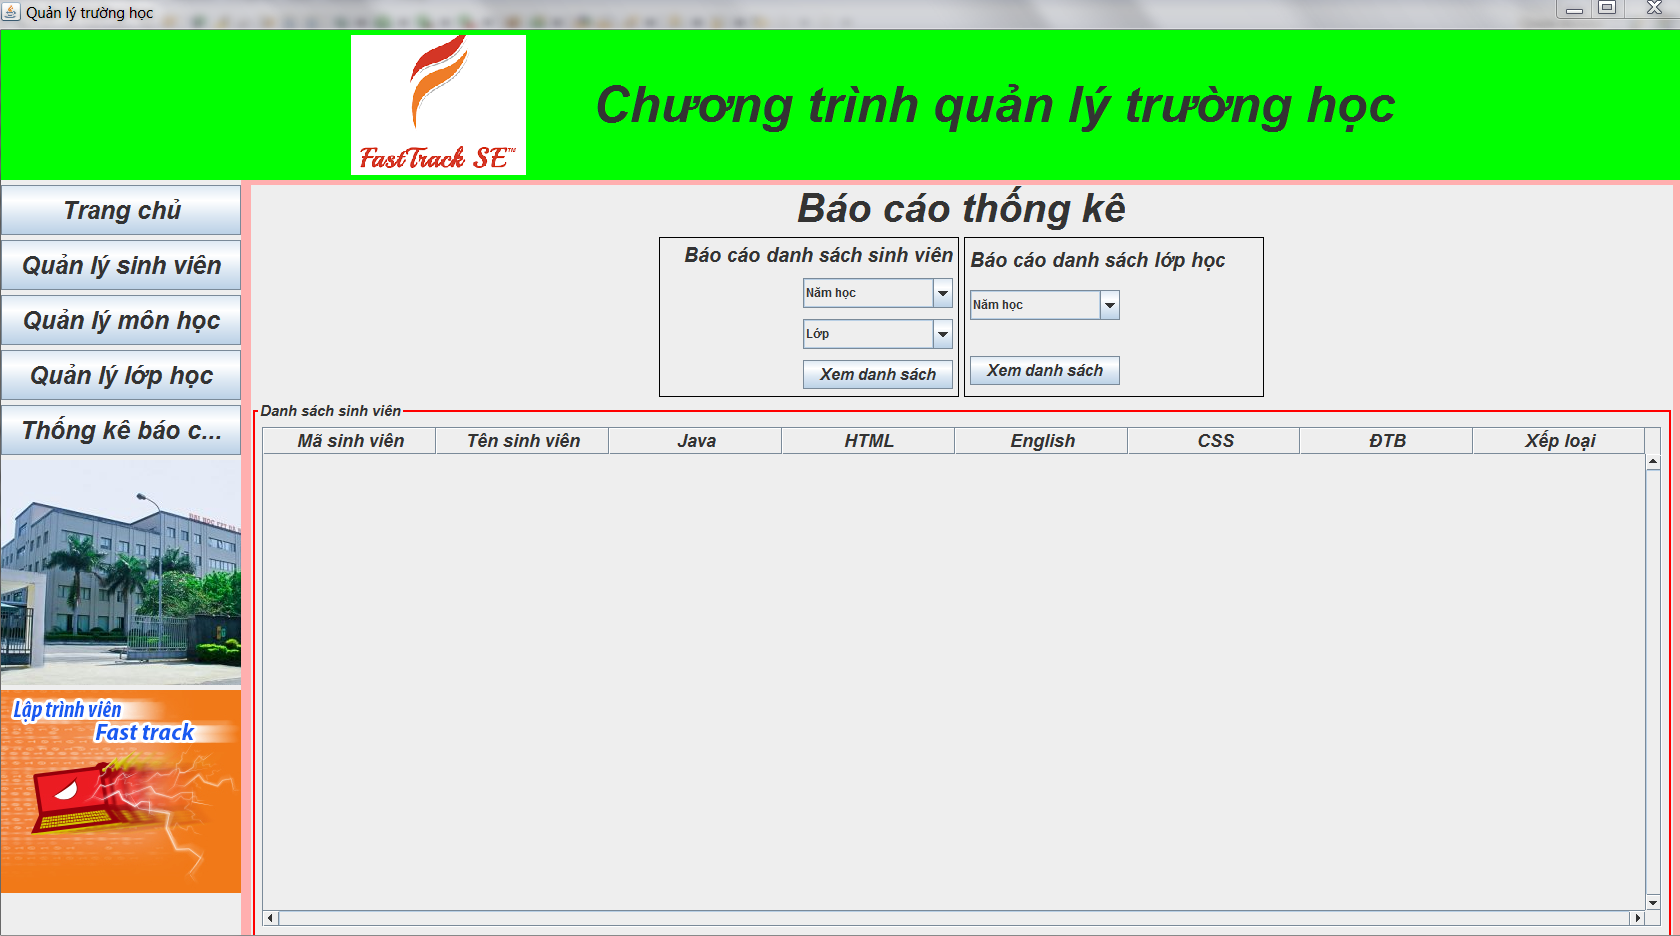 Quản lý trường học
FastTrack SE™
Chương trình quản lý trường học
Trang chủ
Quản lý sinh viên
Quản lý môn học
Quản lý lớp học
Thống kê báo c...
Lập trình viên
Fast track
Báo cáo thống kê
Báo cáo danh sách sinh viên
Năm học
Lớp
Xem danh sách
Báo cáo danh sách lớp học
Năm học
Xem danh sách
Danh sách sinh viên
Mã sinh viên Tên sinh viên Java HTML English CSS ĐTB Xếp loại